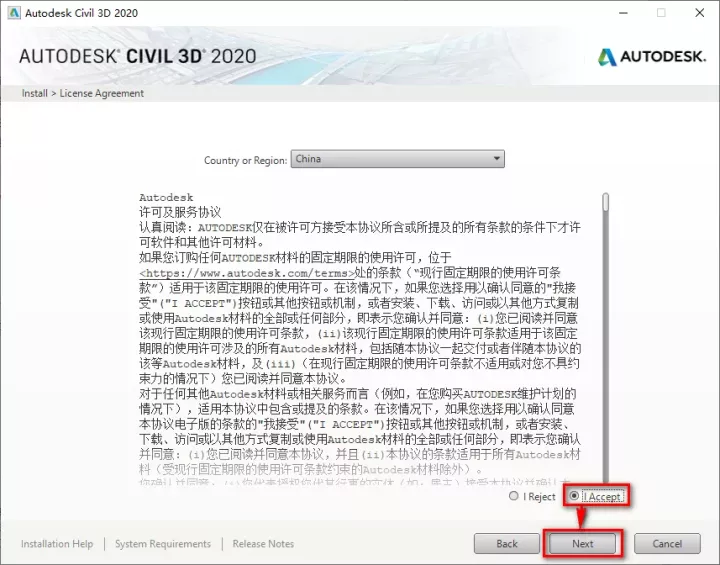 Autodesk Civil 3D 2020
AUTODESK® CIVIL 3D® 2020
AUTODESK.
Install > License Agreement
Country or Region: China
Autodesk
许可及服务协议
认真阅读：AUTODESK仅在被许可方接受本协议所含或所提及的所有条款的条件下才许
可软件和其他许可材料。
如果您订购任何AUTODESK材料的固定期限的使用许可，位于
<https://www.autodesk.com/terms>处的条款（“现行固定期限的使用许可条
款”）适用于该固定期限的使用许可。在该情况下，如果您选择用以确认同意的"我接
受"("I ACCEPT")按钮或其他按钮或机制，或者安装、下载、访问或以其他方式复制
或使用Autodesk材料的全部或任何部分，即表示您确认并同意：(i)您已阅读并同意
该现行固定期限的使用许可条款，(ii)该现行固定期限的使用许可条款适用于该固定
期限的使用许可涉及的所有Autodesk材料，包括随本协议一起交付或者伴随本协议的
该等Autodesk材料，及(iii)（在现行固定期限的使用许可条款不适用或对您不具约
束力的情况下）您已阅读并同意本协议。
对于任何其他Autodesk材料或相关服务而言（例如，在您购买AUTODESK维护计划的
情况下），适用本协议中包含或提及的条款。在该情况下，如果您选择用以确认同意
本协议电子版的条款的"我接受"("I ACCEPT")按钮或其他按钮或机制，或者安装、
下载、访问或以其他方式复制或使用Autodesk材料的全部或任何部分，即表示您确认
并同意：(i)您已阅读并同意本协议，并且(ii)本协议的条款适用于所有Autodesk材
料（受现行固定期限的使用许可条款约束的Autodesk材料除外）。
I Reject I Accept
Installation Help | System Requirements | Release Notes
Back Next Cancel